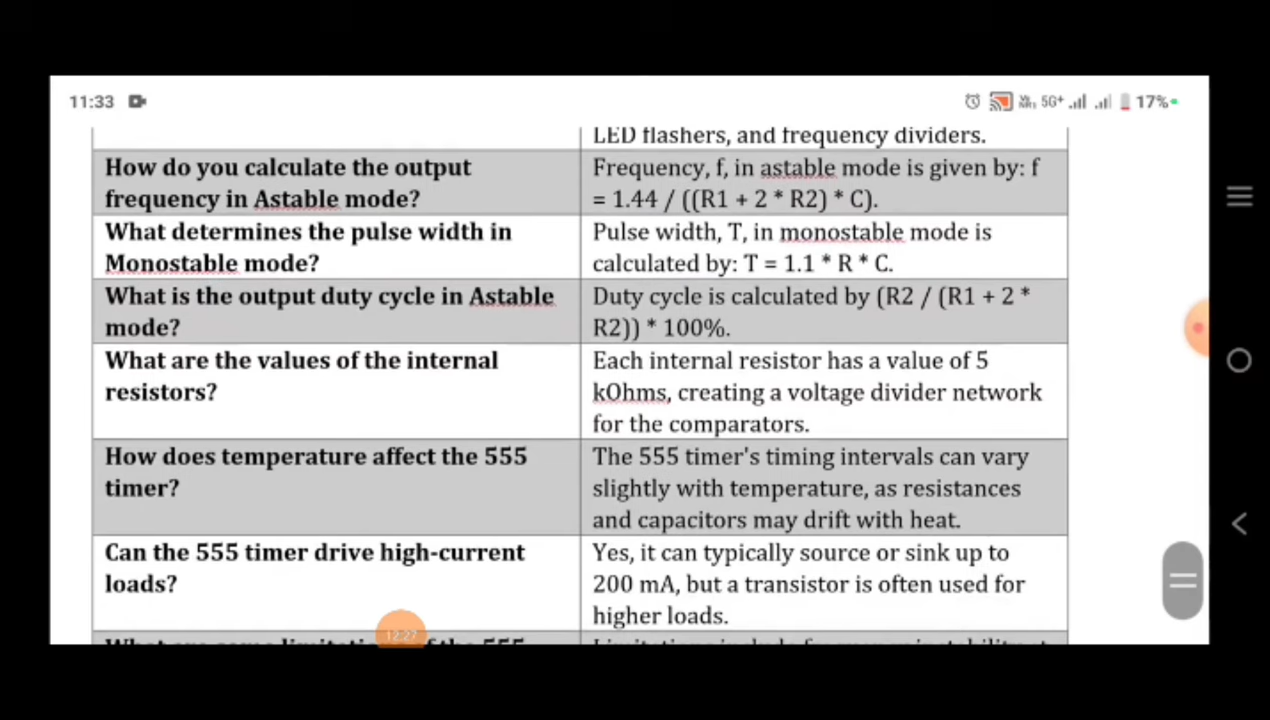 11:33
5G+
17%
LED flashers, and frequency dividers.
How do you calculate the output
frequency in Astable mode?
Frequency, f, in astable mode is given by: f
= 1.44 / ((R1 + 2 * R2) * C).
What determines the pulse width in
Monostable mode?
Pulse width, T, in monostable mode is
calculated by: T = 1.1 * R * C.
What is the output duty cycle in Astable
mode?
Duty cycle is calculated by (R2 / (R1 + 2 *
R2)) * 100%.
What are the values of the internal
resistors?
Each internal resistor has a value of 5
kOhms, creating a voltage divider network
for the comparators.
How does temperature affect the 555
timer?
The 555 timer's timing intervals can vary
slightly with temperature, as resistances
and capacitors may drift with heat.
Can the 555 timer drive high-current
loads?
Yes, it can typically source or sink up to
200 mA, but a transistor is often used for
higher loads.
12:27